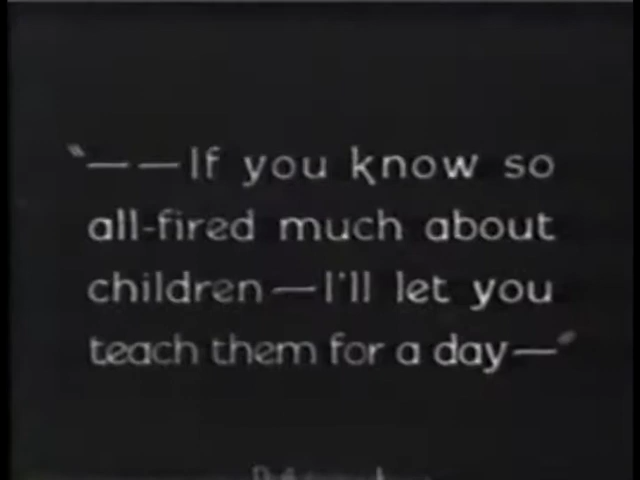 "——If you know so
all-fired much about
children—I'll let you
teach them for a day—"